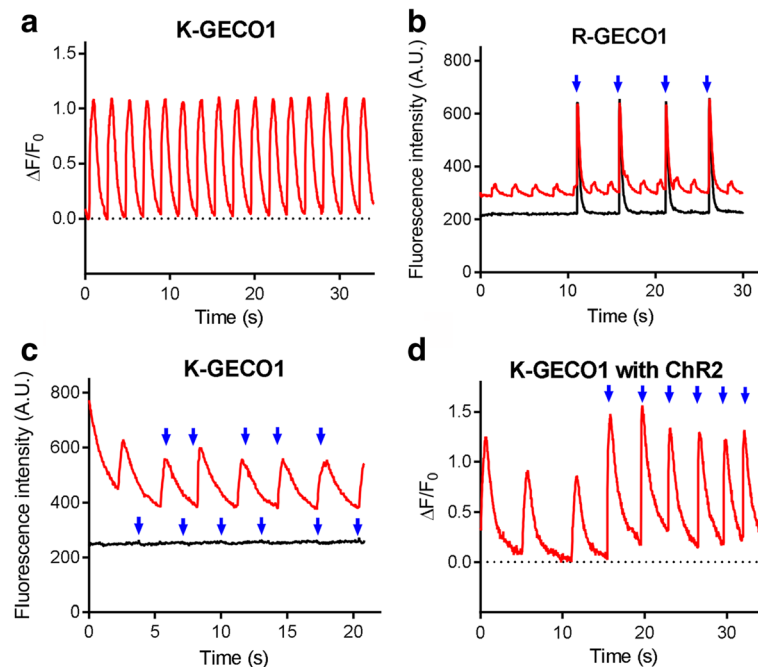 a
K-GECO1
ΔF/F0
1.5
1.0
0.5
0.0
0 10 20 30
Time (s)
b
R-GECO1
Fluorescence intensity (A.U.)
800
600
400
200
0
0 10 20 30
Time (s)
c
K-GECO1
Fluorescence intensity (A.U.)
800
600
400
200
0
0 5 10 15 20
Time (s)
d
K-GECO1 with ChR2
ΔF/F0
1.5
1.0
0.5
0.0
0 10 20 30
Time (s)